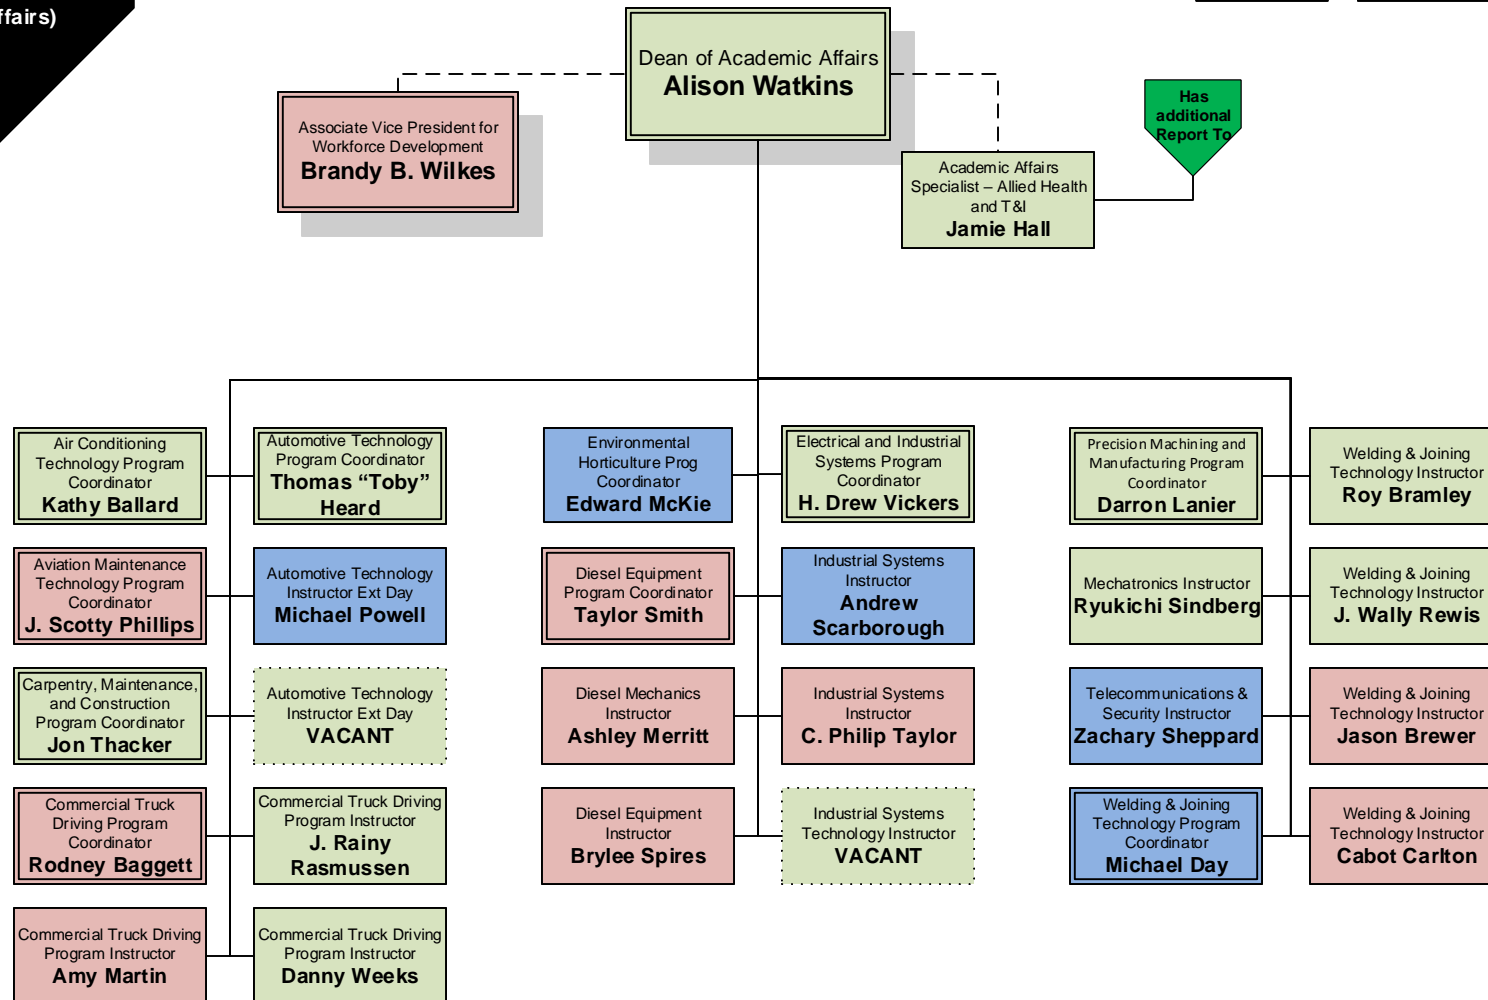 ffairs)
Dean of Academic Affairs
Alison Watkins
Associate Vice President for
Workforce Development
Brandy B. Wilkes
Has
additional
Report To
Academic Affairs
Specialist – Allied Health
and T&I
Jamie Hall
Air Conditioning
Technology Program
Coordinator
Kathy Ballard
Automotive Technology
Program Coordinator
Thomas “Toby”
Heard
Environmental
Horticulture Prog
Coordinator
Edward McKie
Electrical and Industrial
Systems Program
Coordinator
H. Drew Vickers
Precision Machining and
Manufacturing Program
Coordinator
Darron Lanier
Welding & Joining
Technology Instructor
Roy Bramley
Aviation Maintenance
Technology Program
Coordinator
J. Scotty Phillips
Automotive Technology
Instructor Ext Day
Michael Powell
Diesel Equipment
Program Coordinator
Taylor Smith
Industrial Systems
Instructor
Andrew
Scarborough
Mechatronics Instructor
Ryukichi Sindberg
Welding & Joining
Technology Instructor
J. Wally Rewis
Carpentry, Maintenance,
and Construction
Program Coordinator
Jon Thacker
Automotive Technology
Instructor Ext Day
VACANT
Diesel Mechanics
Instructor
Ashley Merritt
Industrial Systems
Instructor
C. Philip Taylor
Telecommunications &
Security Instructor
Zachary Sheppard
Welding & Joining
Technology Instructor
Jason Brewer
Commercial Truck
Driving Program
Coordinator
Rodney Baggett
Commercial Truck Driving
Program Instructor
J. Rainy
Rasmussen
Diesel Equipment
Instructor
Brylee Spires
Industrial Systems
Technology Instructor
VACANT
Welding & Joining
Technology Program
Coordinator
Michael Day
Welding & Joining
Technology Instructor
Cabot Carlton
Commercial Truck Driving
Program Instructor
Amy Martin
Commercial Truck Driving
Program Instructor
Danny Weeks